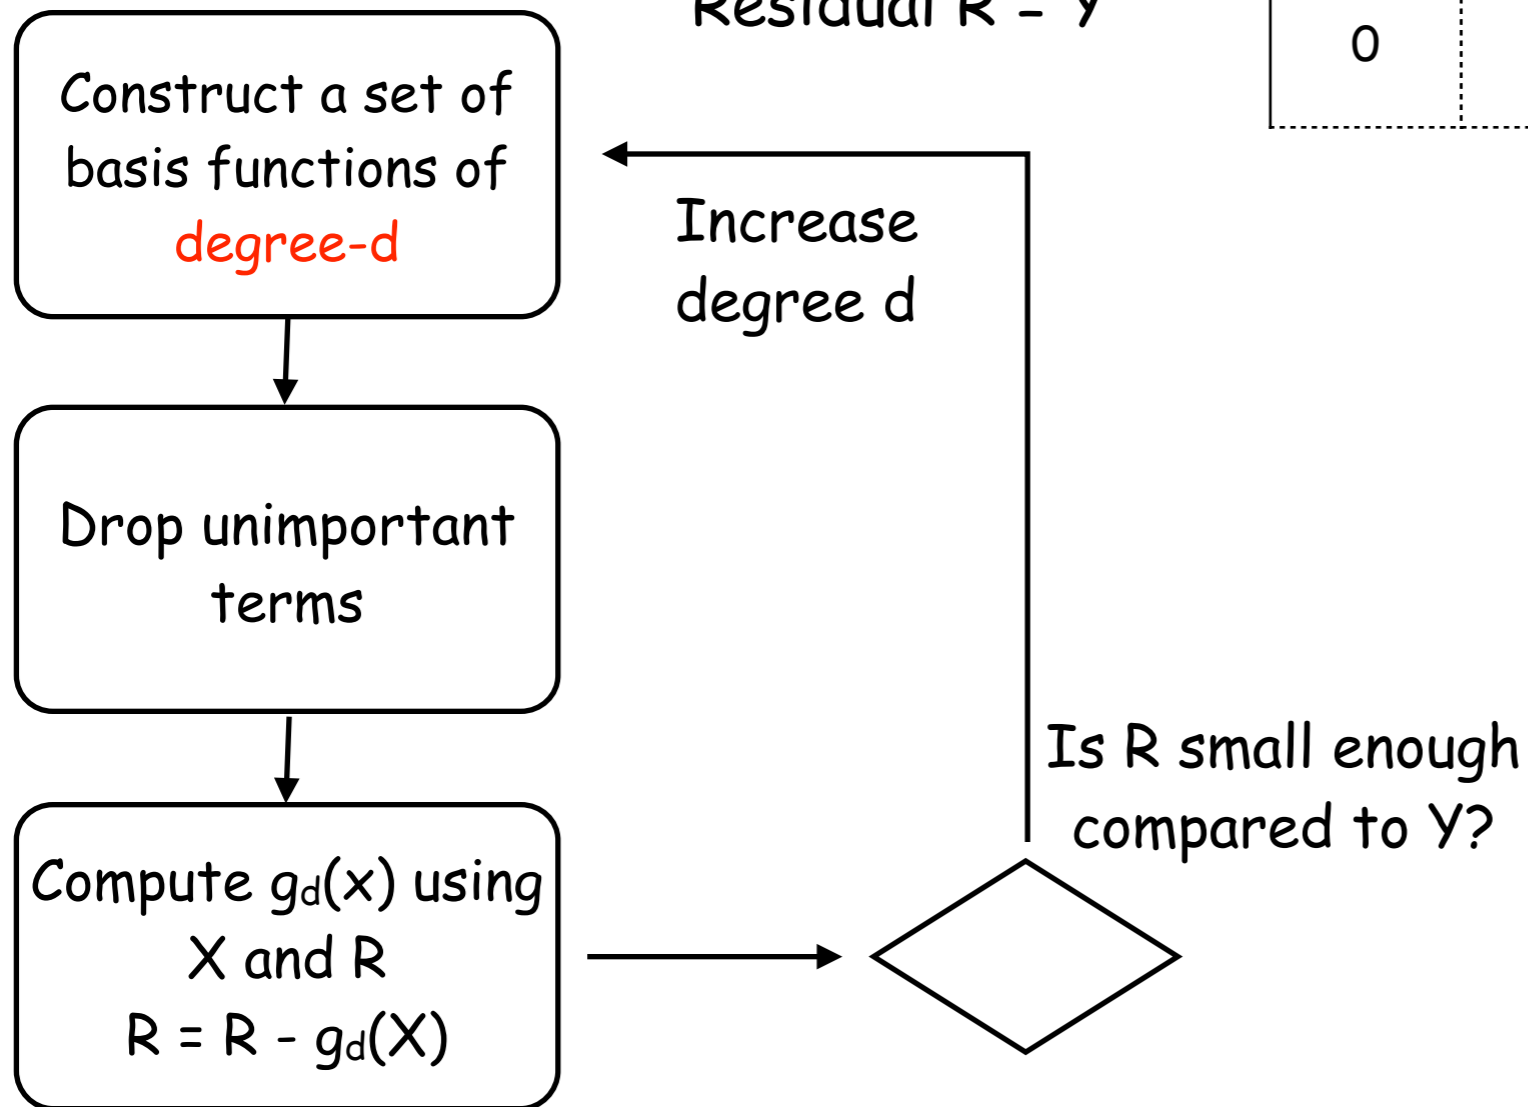 Residual R = Y
0
Construct a set of
basis functions of
degree-d
Increase
degree d
Drop unimportant
terms
Is R small enough
compared to Y?
Compute gd(x) using
X and R
R = R - gd(X)